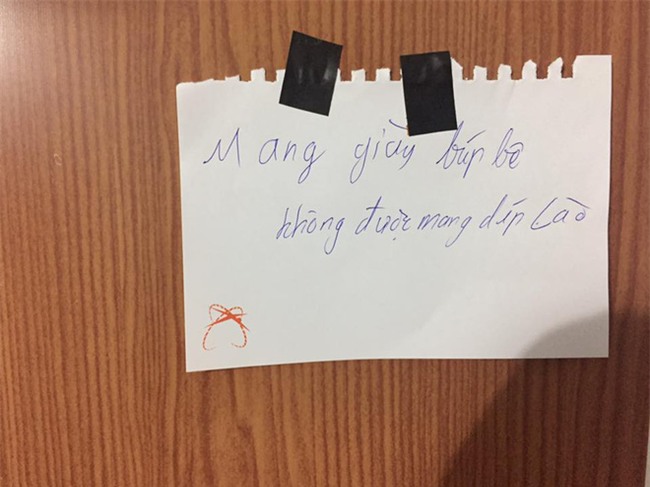 Mang giày búp bê
không được mang dép Lào